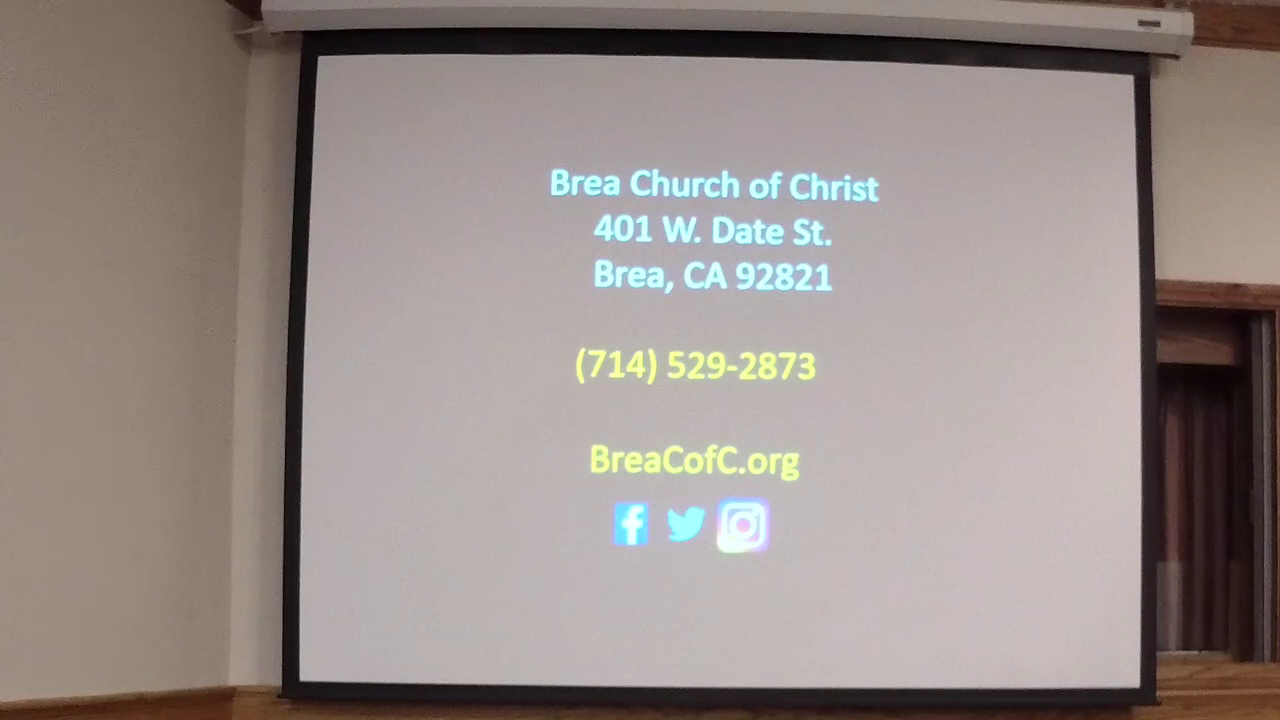 Brea Church of Christ
401 W. Date St.
Brea, CA 92821
(714) 529-2873
BreaCofC.org